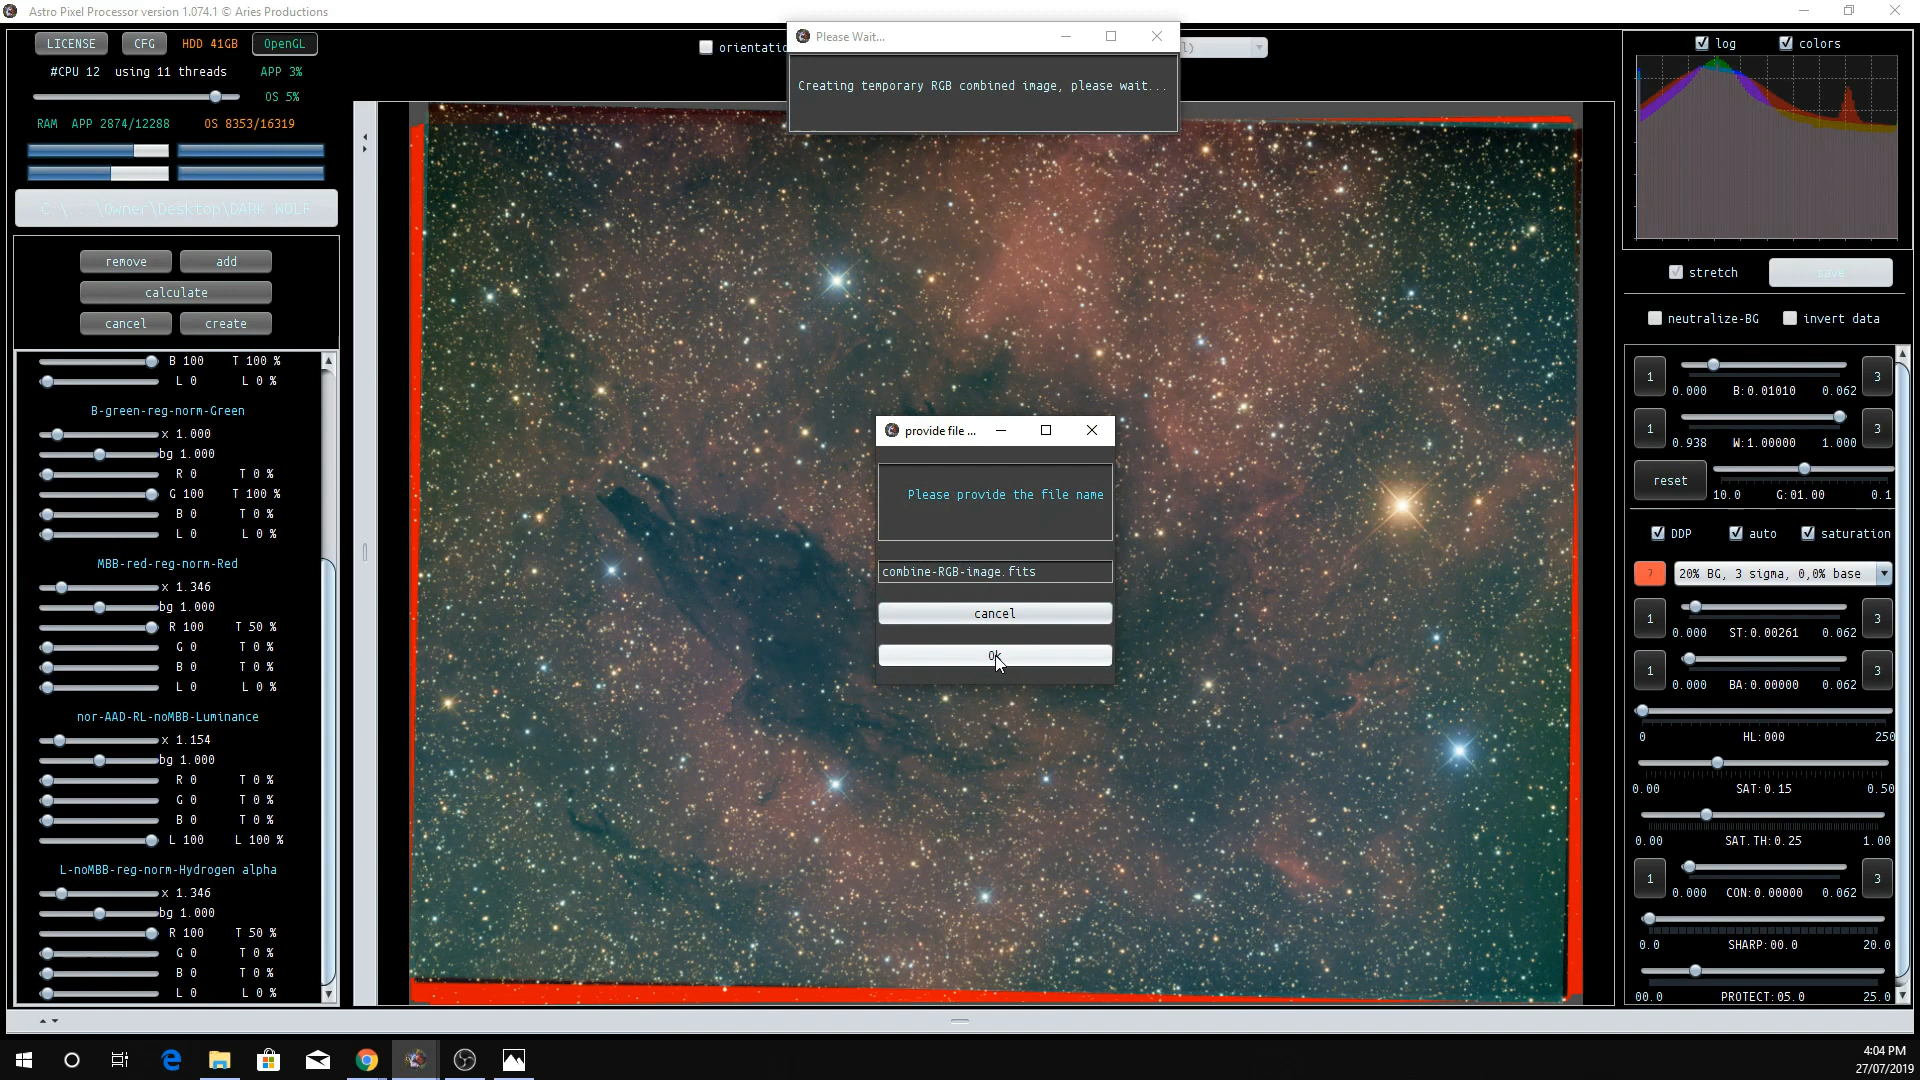 Astro Pixel Processor version 1.074.1 © Aries Productions
LICENSE CFG HDD 41GB OpenGL
#CPU 12 using 11 threads APP 3%
OS 5%
RAM APP 2874/12288 OS 8353/16319
C:\...\Owner\Desktop\DARK WOLF
remove add
calculate
cancel create
B 100 T 100 %
L 0 L 0 %
B-green-reg-norm-Green
x 1.000
bg 1.000
R 0 T 0 %
G 100 T 100 %
B 0 T 0 %
L 0 L 0 %
MBB-red-reg-norm-Red
x 1.346
bg 1.000
R 100 T 50 %
G 0 T 0 %
B 0 T 0 %
L 0 L 0 %
nor-AAD-RL-noMBB-Luminance
x 1.154
bg 1.000
R 0 T 0 %
G 0 T 0 %
B 0 T 0 %
L 100 L 100 %
L-noMBB-reg-norm-Hydrogen alpha
x 1.346
bg 1.000
R 100 T 50 %
G 0 T 0 %
B 0 T 0 %
L 0 L 0 %
Please Wait...
Creating temporary RGB combined image, please wait...
provide file ...
Please provide the file name
combine-RGB-image.fits
cancel
Ok
log colors
stretch save
neutralize-BG invert data
1 3
0.000 B:0.01010 0.062
1 3
0.938 W:1.00000 1.000
reset
10.0 G:01.00 0.1
DDP auto saturation
? 20% BG, 3 sigma, 0,0% base
1 3
0.000 ST:0.00261 0.062
1 3
0.000 BA:0.00000 0.062
0 HL:000 250
0.00 SAT:0.15 0.50
0.00 SAT.TH:0.25 1.00
1 3
0.000 CON:0.00000 0.062
0.0 SHARP:00.0 20.0
00.0 PROTECT:05.0 25.0
4:04 PM
27/07/2019